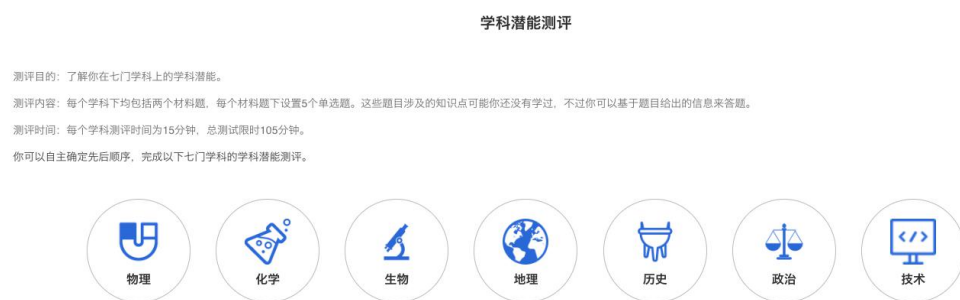 学科潜能测评
测评目的：了解你在七门学科上的学科潜能。
测评内容：每个学科下均包括两个材料题，每个材料题下设置5个单选题。这些题目涉及的知识点可能你还没有学过，不过你可以基于题目给出的信息来答题。
测评时间：每个学科测评时间为15分钟，总测试限时105分钟。
你可以自主确定先后顺序，完成以下七门学科的学科潜能测评。
物理 化学 生物 地理 历史 政治 技术